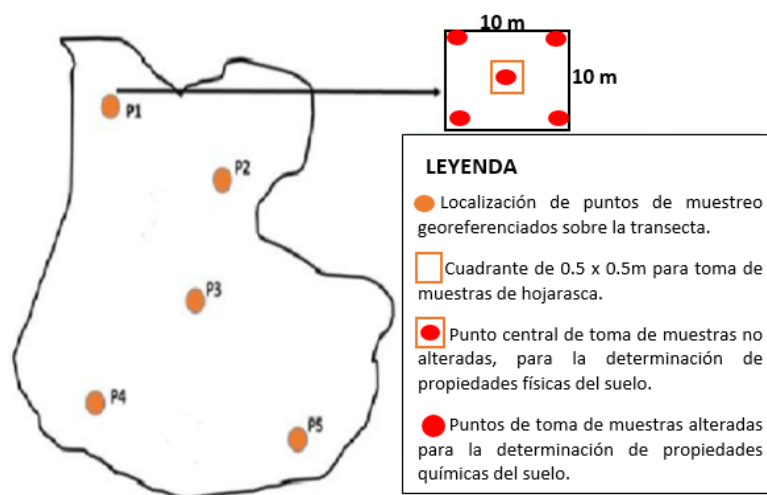 10 m
10 m
P1
P2
P3
P4
P5
LEYENDA
Localización de puntos de muestreo
georeferenciados sobre la transecta.
Cuadrante de 0.5 x 0.5m para toma de
muestras de hojarasca.
Punto central de toma de muestras no
alteradas, para la determinación de
propiedades físicas del suelo.
Puntos de toma de muestras alteradas
para la determinación de propiedades
químicas del suelo.